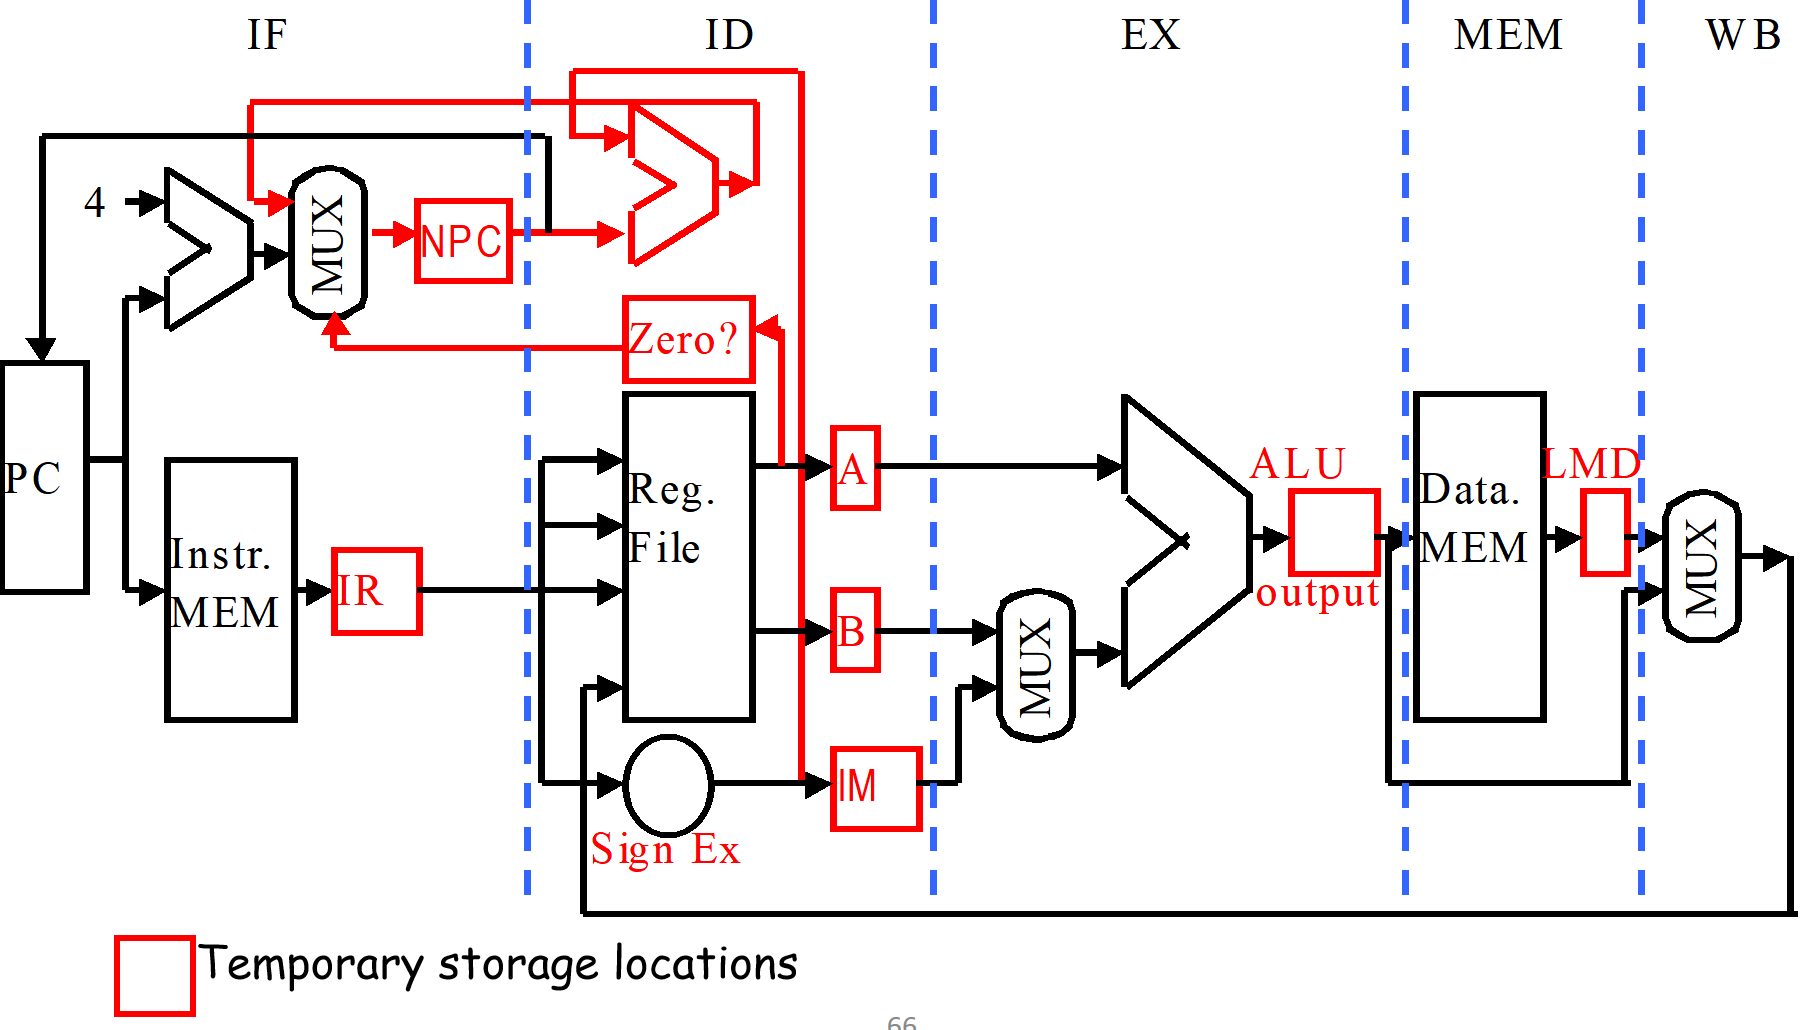 IF
ID
EX
MEM
WB
4
MUX
NPC
Zero?
PC
Instr.
MEM
IR
Reg.
File
A
B
IM
Sign Ex
MUX
ALU
output
Data.
MEM
LMD
MUX
Temporary storage locations
66